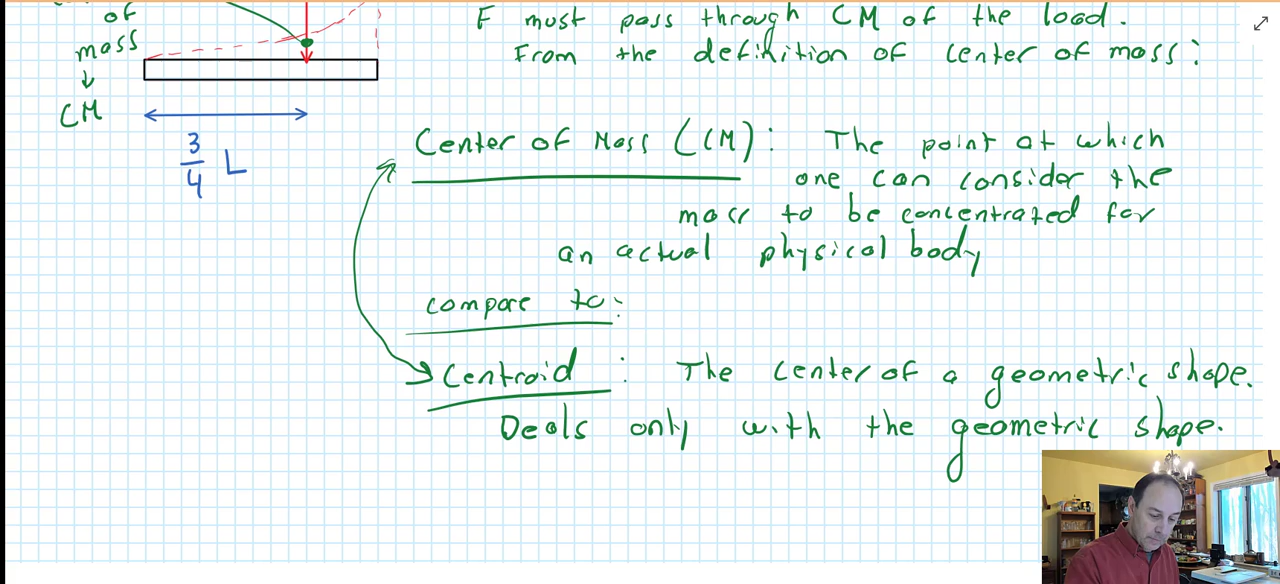 of
mass
CM
3/4 L
F must pass through CM of the load.
From the definition of center of mass:
Center of Mass (CM): The point at which
one can consider the
mass to be concentrated for
an actual physical body
compare to:
Centroid : The center of a geometric shape.
Deals only with the geometric shape.